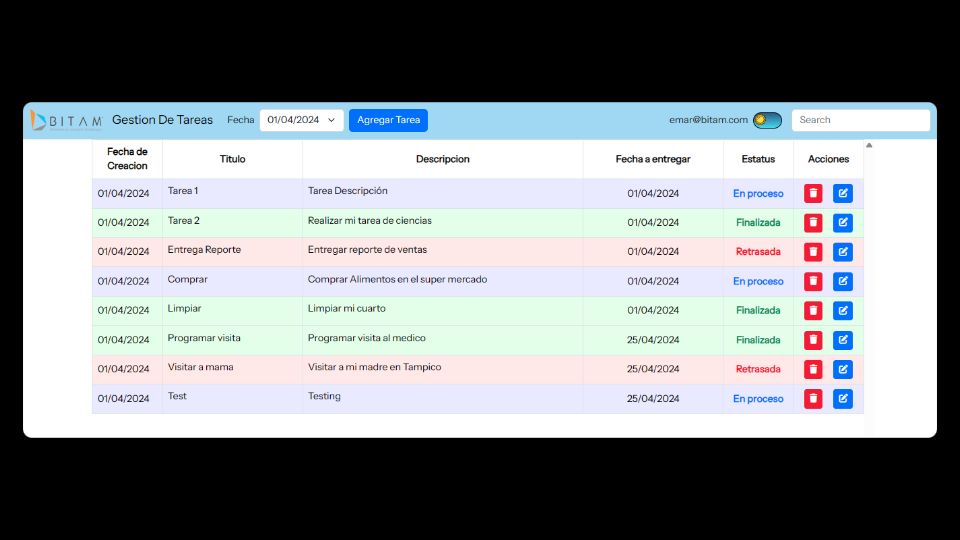 BITAM Gestion De Tareas Fecha 01/04/2024 Agregar Tarea emar@bitam.com Search
Fecha de Creacion Titulo Descripcion Fecha a entregar Estatus Acciones
01/04/2024 Tarea 1 Tarea Descripción 01/04/2024 En proceso
01/04/2024 Tarea 2 Realizar mi tarea de ciencias 01/04/2024 Finalizada
01/04/2024 Entrega Reporte Entregar reporte de ventas 01/04/2024 Retrasada
01/04/2024 Comprar Comprar Alimentos en el super mercado 01/04/2024 En proceso
01/04/2024 Limpiar Limpiar mi cuarto 01/04/2024 Finalizada
01/04/2024 Programar visita Programar visita al medico 25/04/2024 Finalizada
01/04/2024 Visitar a mama Visitar a mi madre en Tampico 25/04/2024 Retrasada
01/04/2024 Test Testing 25/04/2024 En proceso